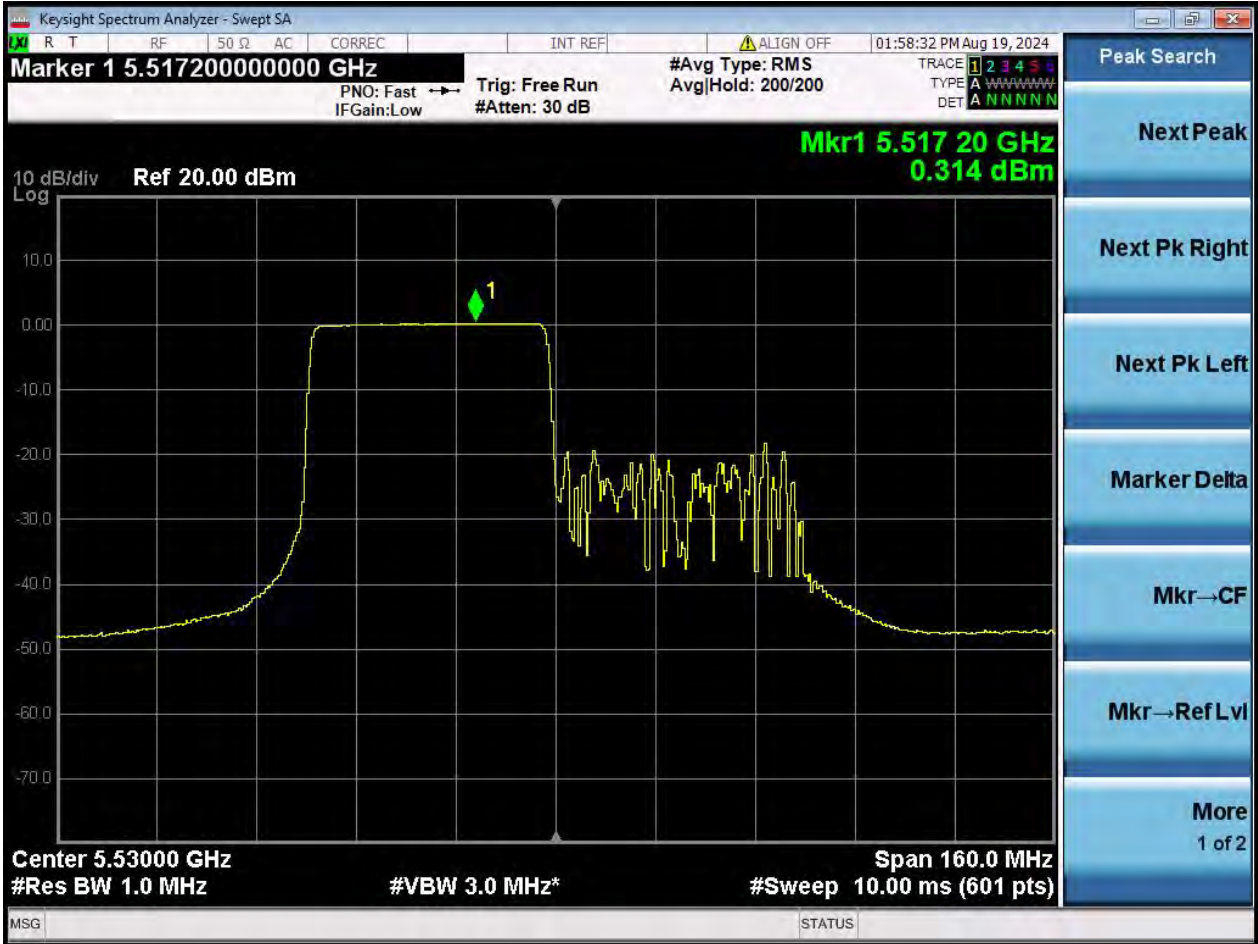 Keysight Spectrum Analyzer - Swept SA
LXI R T RF 50 Ω AC CORREC INT REF ALIGN OFF 01:58:32 PM Aug 19, 2024
Marker 1 5.517200000000 GHz
PNO: Fast
IFGain:Low
Trig: Free Run
#Atten: 30 dB
#Avg Type: RMS
Avg|Hold: 200/200
TRACE 1 2 3 4 5 6
TYPE A WWWWW
DET A N N N N N
Mkr1 5.517 20 GHz
0.314 dBm
10 dB/div Ref 20.00 dBm
Log
10.0
0.00
-10.0
-20.0
-30.0
-40.0
-50.0
-60.0
-70.0
1
Center 5.53000 GHz
Span 160.0 MHz
#Res BW 1.0 MHz
#VBW 3.0 MHz*
#Sweep 10.00 ms (601 pts)
MSG
STATUS
Peak Search
Next Peak
Next Pk Right
Next Pk Left
Marker Delta
Mkr→CF
Mkr→Ref Lvl
More
1 of 2